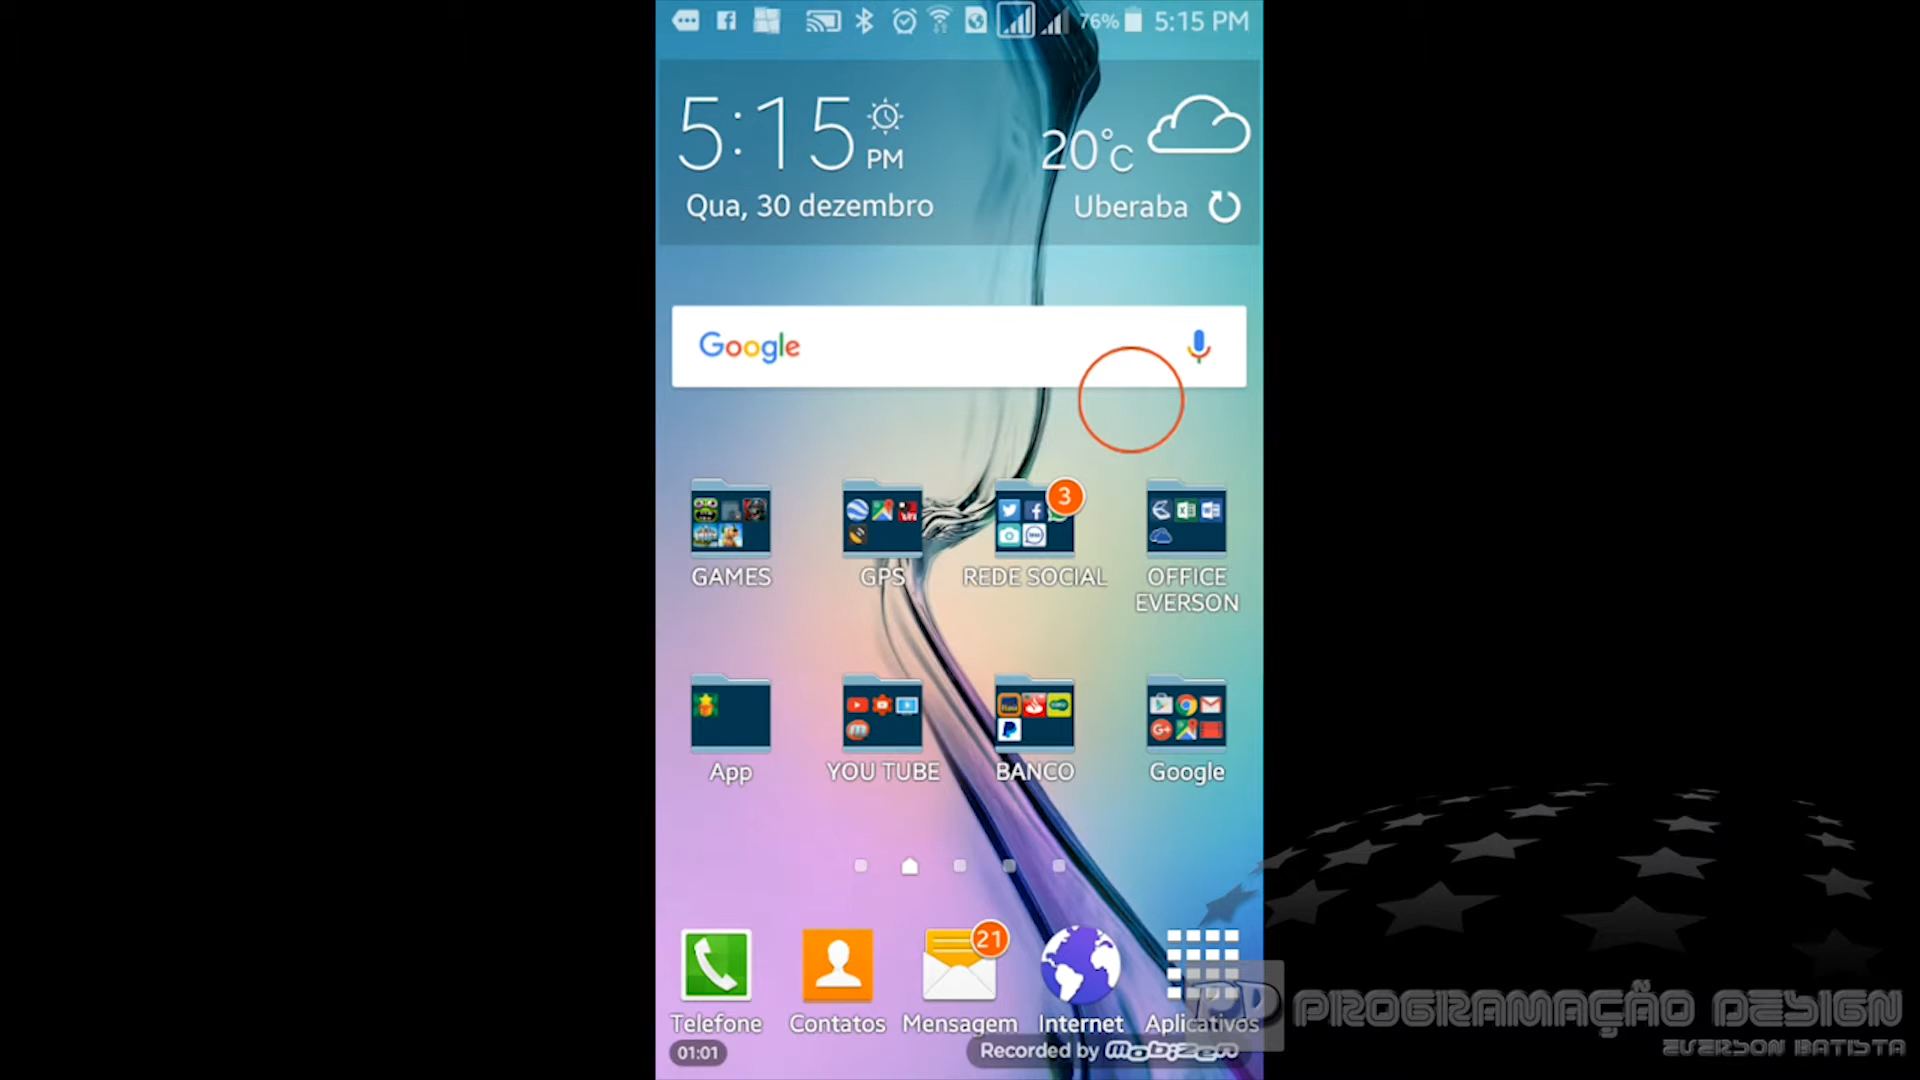 76% 5:15 PM
5:15 PM
20°C
Qua, 30 dezembro
Uberaba
Google
3
GAMES
GPS
REDE SOCIAL
OFFICE
EVERSON
App
YOU TUBE
BANCO
Google
21
Telefone
Contatos
Mensagem
Internet
Aplicativos
01:01
Recorded by mobizen
PD PROGRAMAÇÃO DESIGN
EVERSON BATISTA